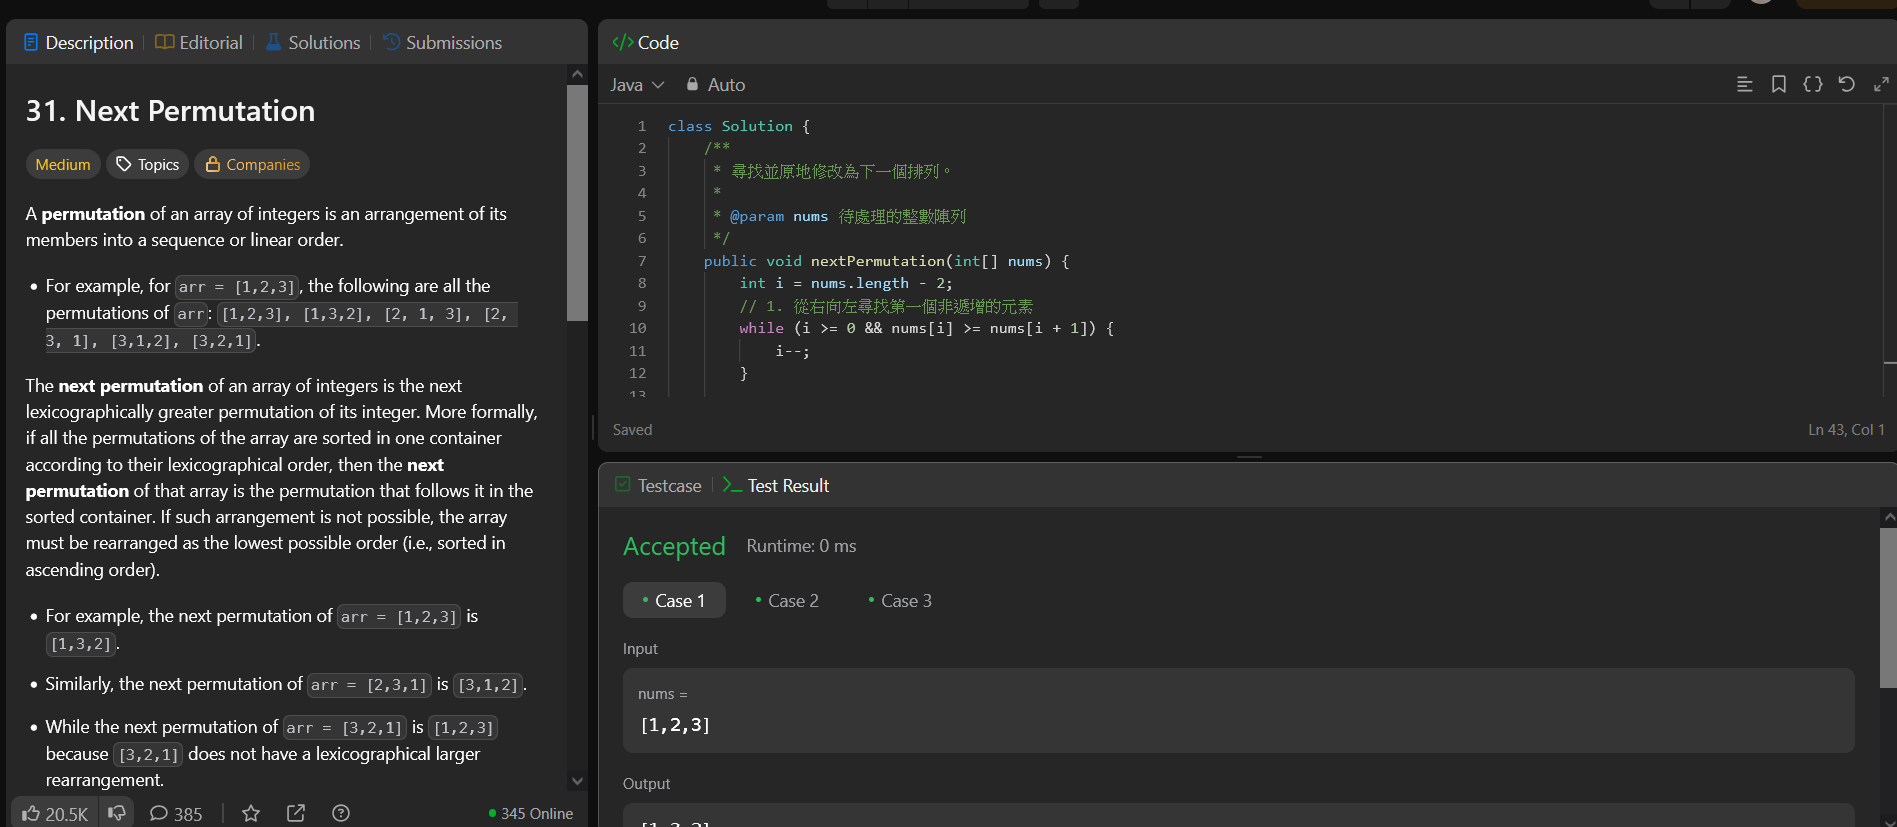 Description
Editorial
Solutions
Submissions
31. Next Permutation
Medium
Topics
Companies
A permutation of an array of integers is an arrangement of its
members into a sequence or linear order.
• For example, for arr = [1,2,3], the following are all the
permutations of arr: [1,2,3], [1,3,2], [2, 1, 3], [2,
3, 1], [3,1,2], [3,2,1].
The next permutation of an array of integers is the next
lexicographically greater permutation of its integer. More formally,
if all the permutations of the array are sorted in one container
according to their lexicographical order, then the next
permutation of that array is the permutation that follows it in the
sorted container. If such arrangement is not possible, the array
must be rearranged as the lowest possible order (i.e., sorted in
ascending order).
• For example, the next permutation of arr = [1,2,3] is
[1,3,2].
• Similarly, the next permutation of arr = [2,3,1] is [3,1,2].
• While the next permutation of arr = [3,2,1] is [1,2,3]
because [3,2,1] does not have a lexicographical larger
rearrangement.
20.5K
385
345 Online
</> Code
Java
Auto
1 class Solution {
2 /**
3 * 尋找並原地修改為下一個排列。
4 *
5 * @param nums 待處理的整數陣列
6 */
7 public void nextPermutation(int[] nums) {
8 int i = nums.length - 2;
9 // 1. 從右向左尋找第一個非遞增的元素
10 while (i >= 0 && nums[i] >= nums[i + 1]) {
11 i--;
12 }
13
Saved
Ln 43, Col 1
Testcase
Test Result
Accepted
Runtime: 0 ms
• Case 1
• Case 2
• Case 3
Input
nums =
[1,2,3]
Output